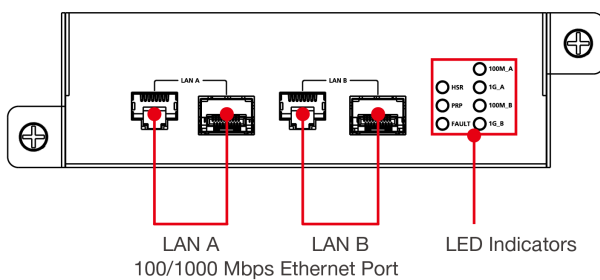 LAN A
LAN B
100M_A
HSR 1G_A
PRP 100M_B
FAULT 1G_B
LAN A LAN B LED Indicators
100/1000 Mbps Ethernet Port